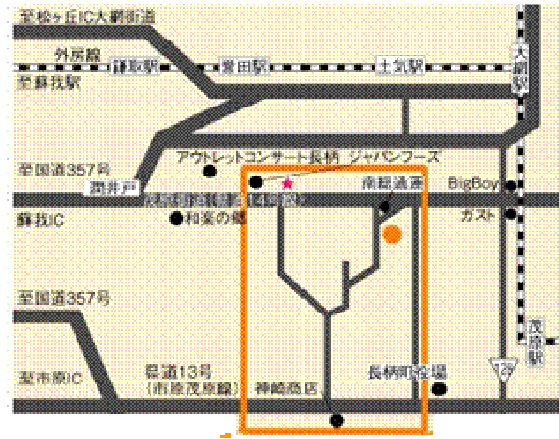 至松ヶ丘IC大網街道
外房線
鎌取駅
誉田駅
土気駅
大網駅
至蘇我駅
至国道357号
アウトレットコンサート長柄
ジャパンフーズ
潤井戸
南総通運
BigBoy
茂原街道(県道14号線)
蘇我IC
和楽の郷
ガスト
至国道357号
茂原駅
至市原IC
県道13号
(市原茂原線)
神崎商店
長柄町役場
128